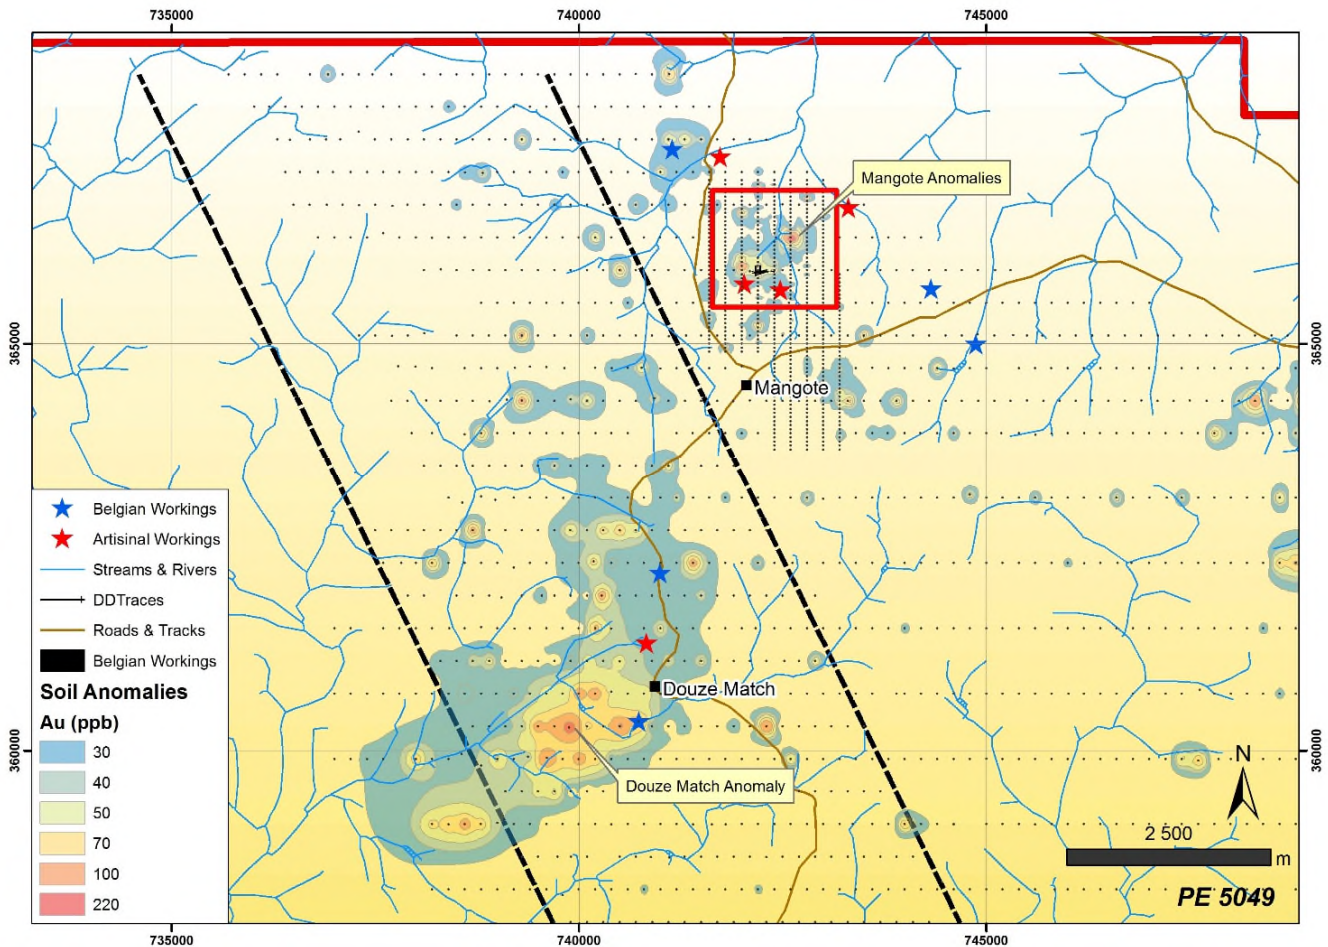 735000
740000
745000
Mangote Anomalies
365000
365000
Mangote
Belgian Workings
Artisinal Workings
Streams & Rivers
DDTraces
Roads & Tracks
Belgian Workings
Soil Anomalies
Au (ppb)
30
40
50
70
100
220
Douze Match
Douze Match Anomaly
360000
360000
N
2 500
m
PE 5049
735000
740000
745000